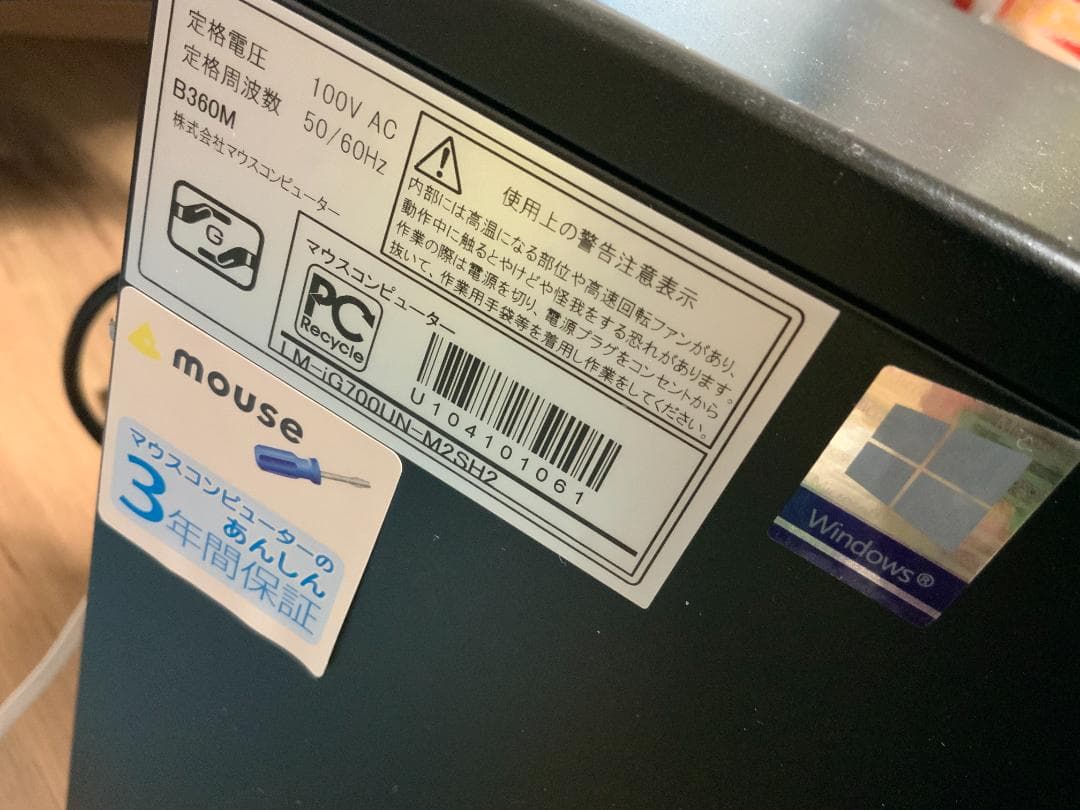 定格電圧 100V AC
定格周波数 50/60Hz
B360M
株式会社マウスコンピューター
G
使用上の警告注意表示
内部には高温になる部位や高速回転ファンがあり、
動作中に触るとやけどや怪我をする恐れがあります。
作業の際は電源を切り、電源プラグをコンセントから
抜いて、作業用手袋等を着用し作業をしてください。
マウスコンピューター
PC
Recycle
U104101061
LM-iG700UN-M2SH2
mouse
マウスコンピューターの
あんしん
3年間保証
Windows®